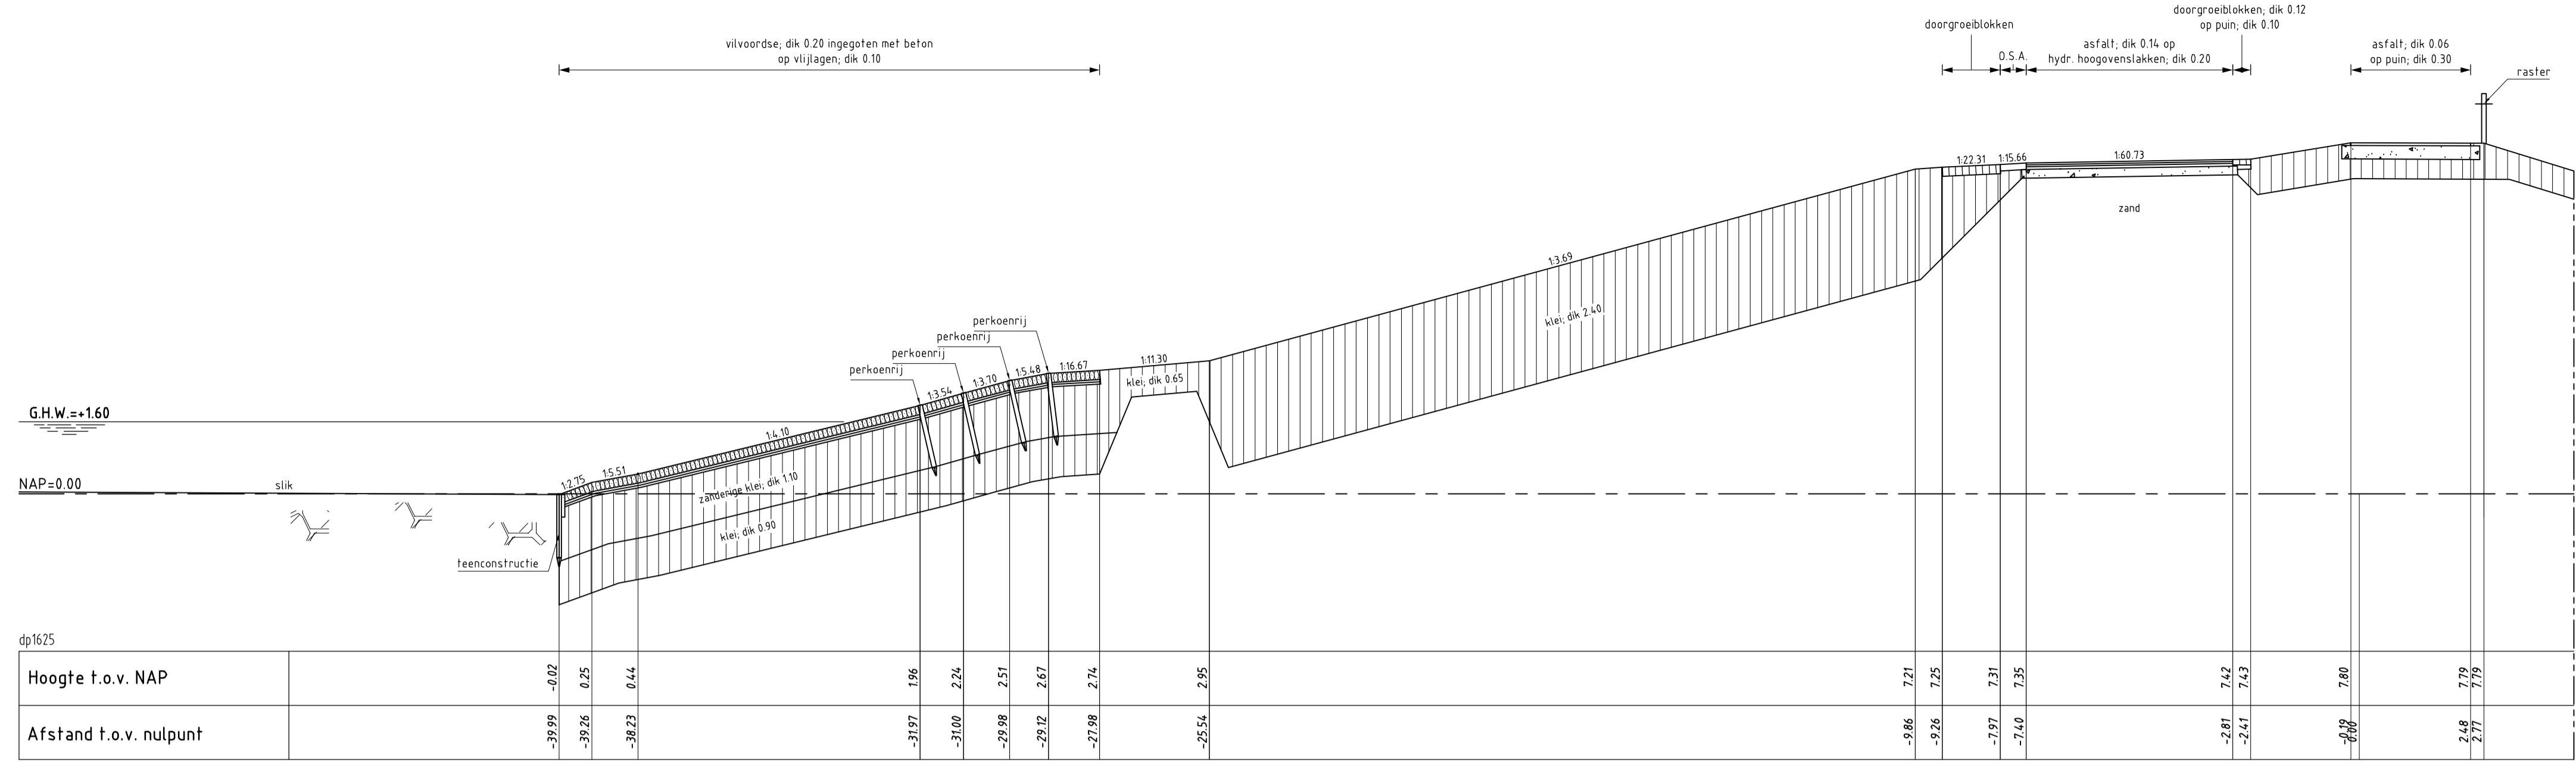 doorgroeiblokken; dik 0.12
op puin; dik 0.10
doorgroeiblokken
vilvoordse; dik 0.20 ingegoten met beton
op vlijlagen; dik 0.10
O.S.A.
asfalt; dik 0.14 op
hydr. hoogovenslakken; dik 0.20
asfalt; dik 0.06
op puin; dik 0.30
raster
1:22.31
1:15.66
1:60.73
zand
1:3.69
klei; dik 2.40
perkoenrij
perkoenrij
perkoenrij
perkoenrij
1:3.54
1:3.70
1:5.48
1:16.67
1:11.30
klei; dik 0.65
G.H.W.=+1.60
1:4.10
1:2.75
1:5.51
NAP=0.00
slik
zanderige klei; dik 1.10
klei; dik 0.90
teenconstructie
dp1625
Hoogte t.o.v. NAP
-0.02
0.25
0.44
1.96
2.24
2.51
2.67
2.74
2.95
7.21
7.25
7.31
7.35
7.42
7.43
7.80
7.79
7.79
Afstand t.o.v. nulpunt
-39.99
-39.26
-38.23
-31.97
-31.00
-29.98
-29.12
-27.98
-25.54
-9.86
-9.26
-7.97
-7.40
-2.81
-2.41
-0.19
0.00
2.48
2.77